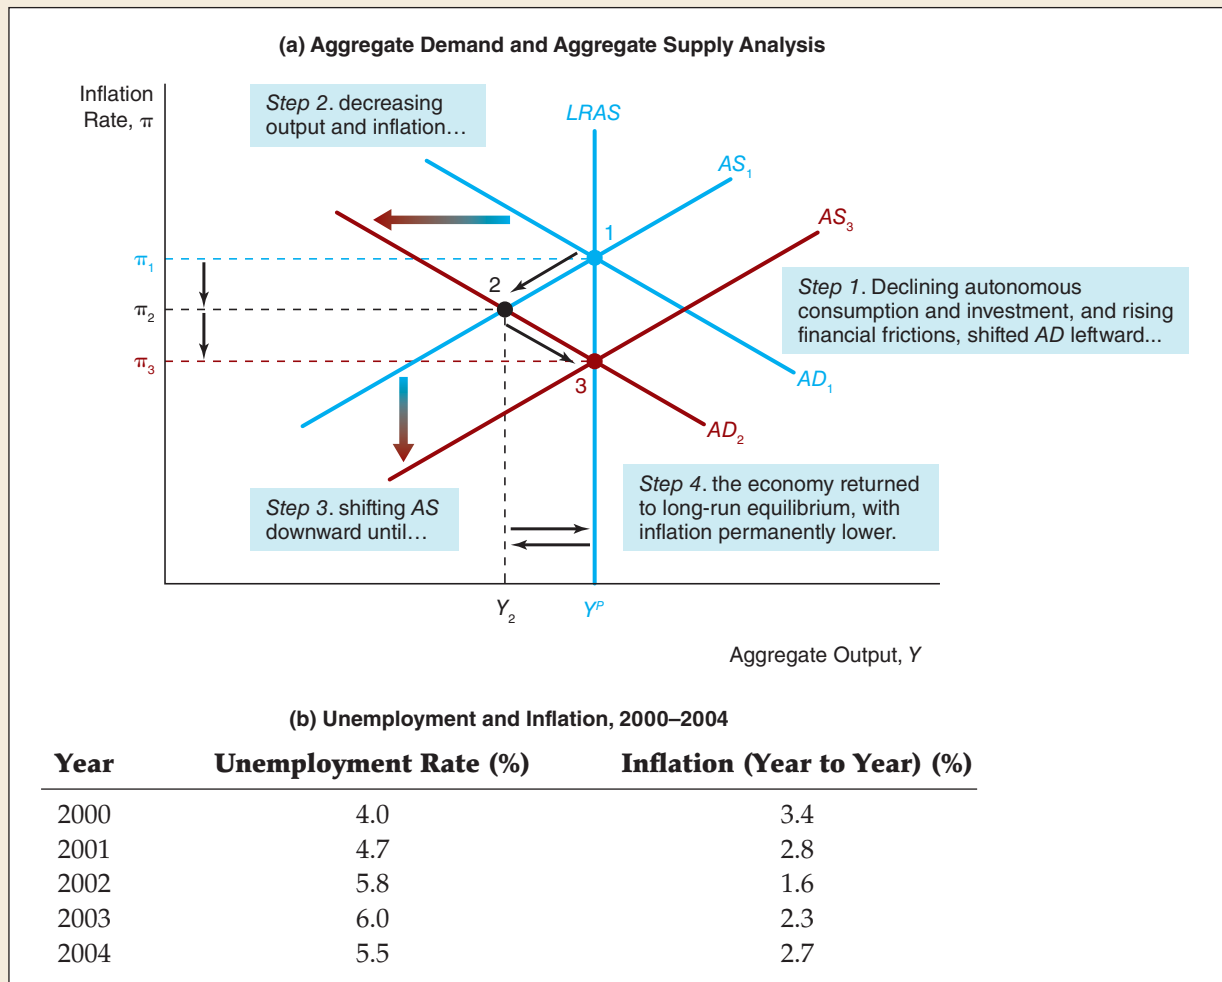 (a) Aggregate Demand and Aggregate Supply Analysis
Inflation
Rate, π
Step 2. decreasing
output and inflation…
LRAS
AS1
AS3
1
π1
2
π2
π3
3
Step 1. Declining autonomous
consumption and investment, and rising
financial frictions, shifted AD leftward...
AD1
AD2
Step 3. shifting AS
downward until…
Step 4. the economy returned
to long-run equilibrium, with
inflation permanently lower.
Y2
YP
Aggregate Output, Y
(b) Unemployment and Inflation, 2000–2004
Year Unemployment Rate (%) Inflation (Year to Year) (%)
2000 4.0 3.4
2001 4.7 2.8
2002 5.8 1.6
2003 6.0 2.3
2004 5.5 2.7